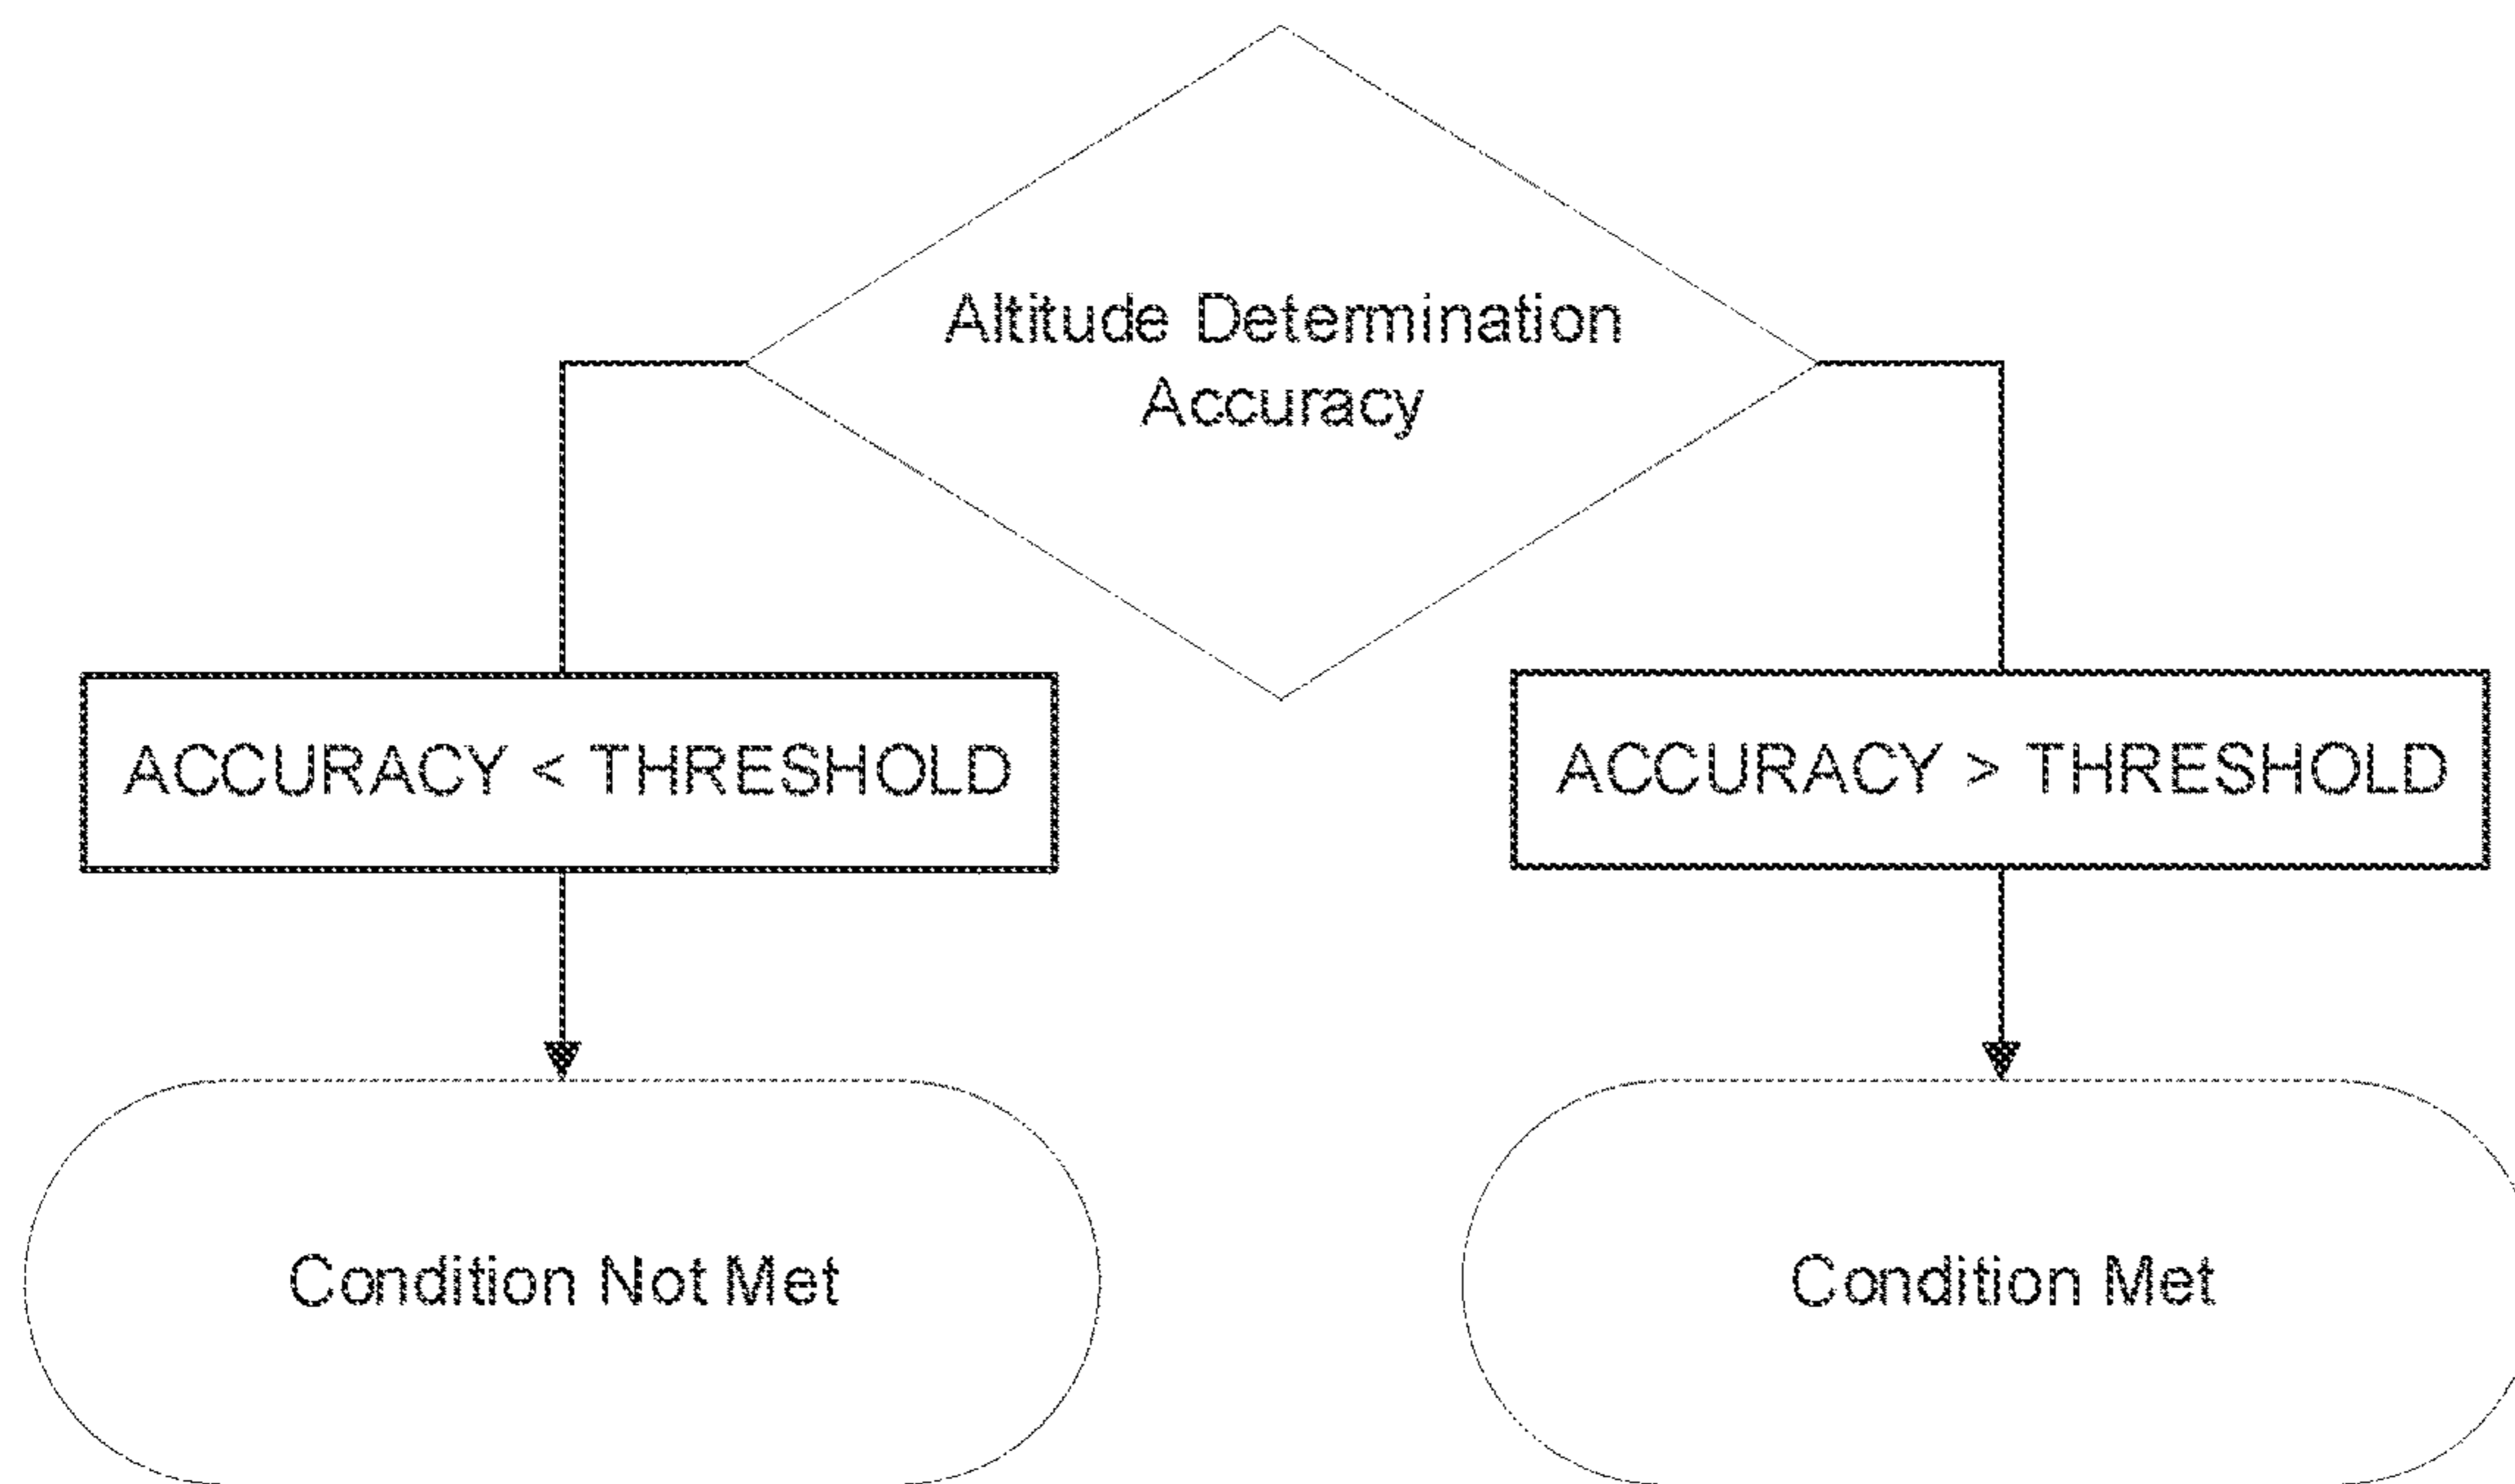 Altitude Determination
Accuracy
ACCURACY < THRESHOLD
ACCURACY > THRESHOLD
Condition Not Met
Condition Met